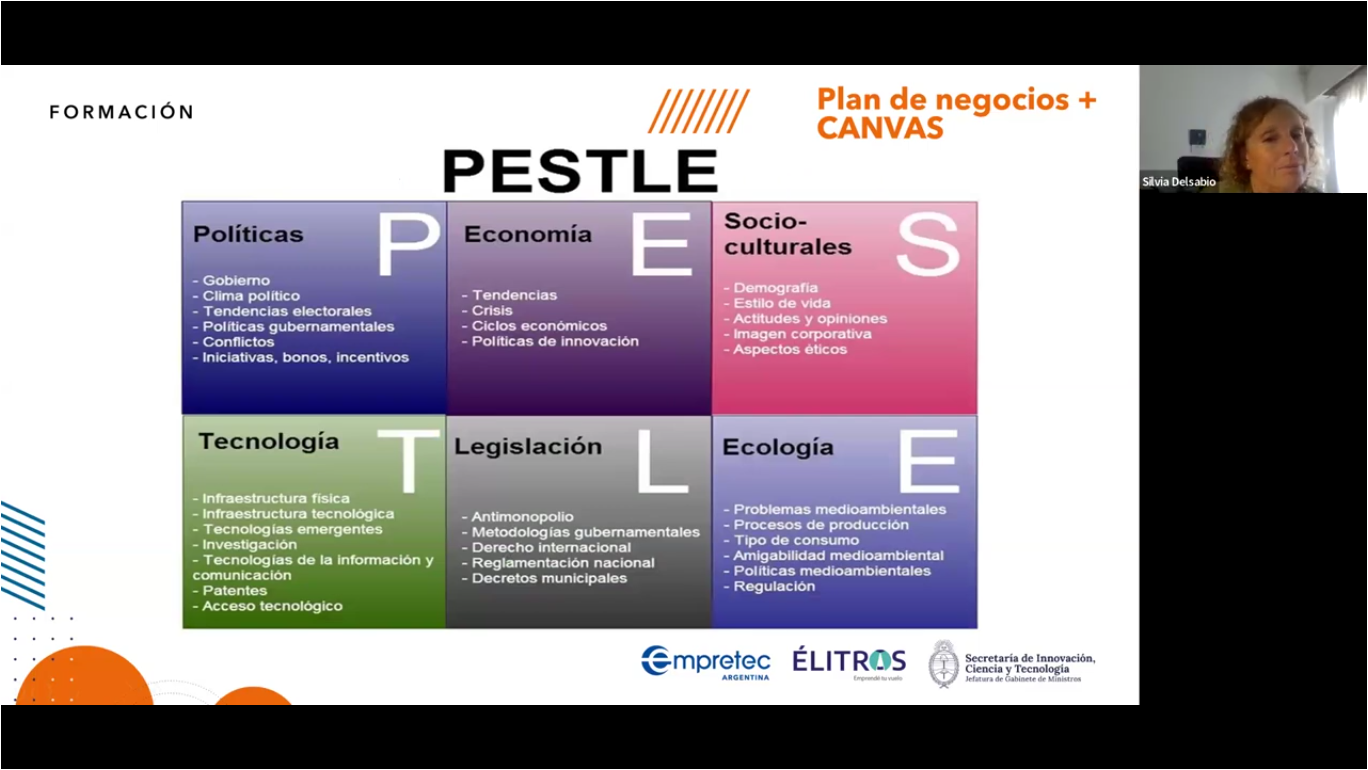 FORMACIÓN
Plan de negocios +
CANVAS
PESTLE
Políticas
P
- Gobierno
- Clima político
- Tendencias electorales
- Políticas gubernamentales
- Conflictos
- Iniciativas, bonos, incentivos
Economía
E
- Tendencias
- Crisis
- Ciclos económicos
- Políticas de innovación
Socio-
culturales
S
- Demografía
- Estilo de vida
- Actitudes y opiniones
- Imagen corporativa
- Aspectos éticos
Tecnología
T
- Infraestructura física
- Infraestructura tecnológica
- Tecnologías emergentes
- Investigación
- Tecnologías de la información y
comunicación
- Patentes
- Acceso tecnológico
Legislación
L
- Antimonopolio
- Metodologías gubernamentales
- Derecho internacional
- Reglamentación nacional
- Decretos municipales
Ecología
E
- Problemas medioambientales
- Procesos de producción
- Tipo de consumo
- Amigabilidad medioambiental
- Políticas medioambientales
- Regulación
empretec
ARGENTINA
ÉLITROS
Emprendé tu vuelo
Secretaría de Innovación,
Ciencia y Tecnología
Jefatura de Gabinete de Ministros
Silvia Delsabio